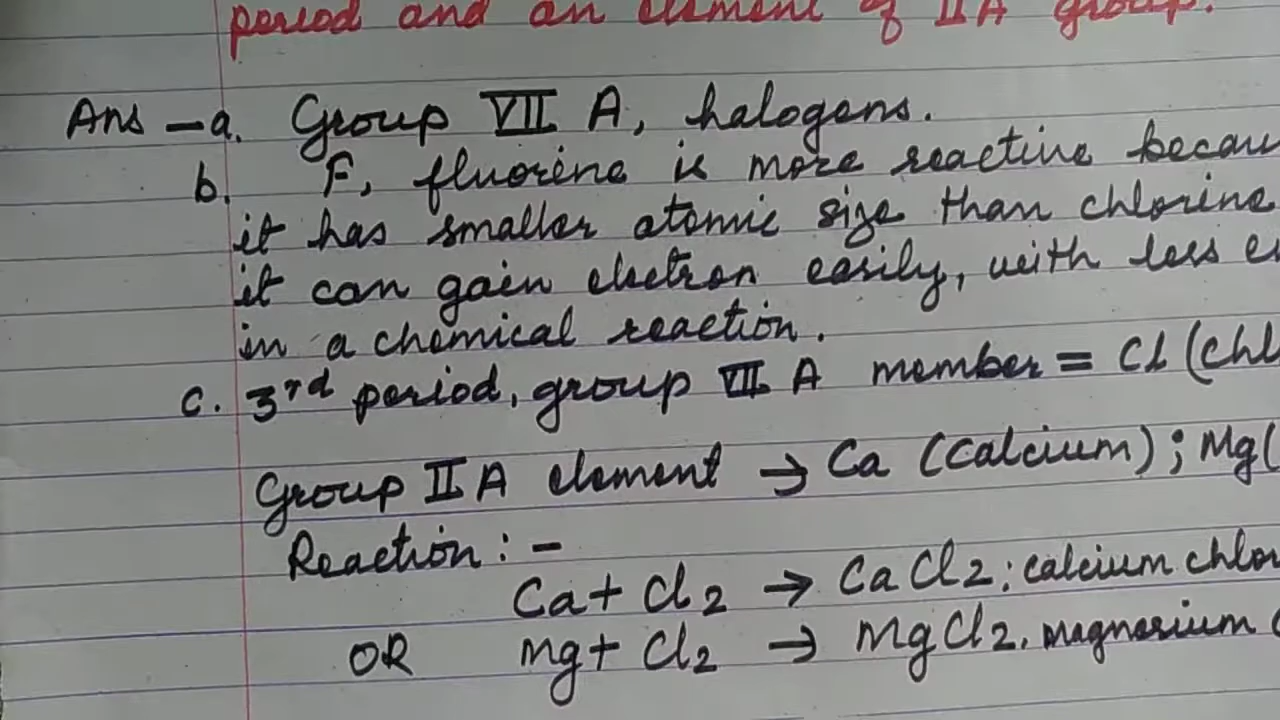 period and an element of II A group.
Ans - a. Group VII A, halogens.
b. F, fluorine is more reactive becau
it has smaller atomic size than chlorine
it can gain electron easily, with less e
in a chemical reaction.
c. 3rd period, group VII A member = Cl (chl
Group II A element → Ca (calcium); Mg(
Reaction : -
Ca + Cl2 → CaCl2 : calcium chlor
OR Mg + Cl2 → MgCl2, magnesium